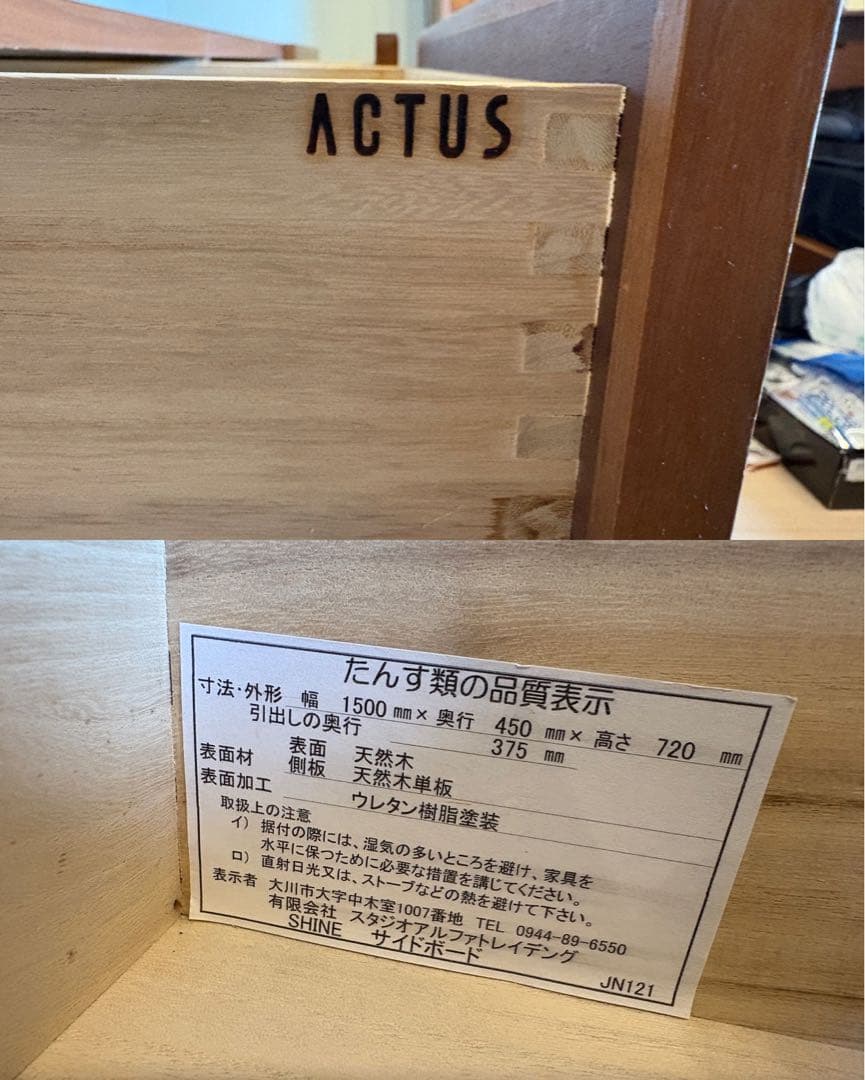 ACTUS
たんす類の品質表示
寸法・外形 幅 1500 mm× 奥行 450 mm× 高さ 720 mm
引出しの奥行 375 mm
表面材 表面 天然木
側板 天然木単板
表面加工 ウレタン樹脂塗装
取扱上の注意
イ) 据付の際には、湿気の多いところを避け、家具を
水平に保つために必要な措置を講じてください。
ロ) 直射日光又は、ストーブなどの熱を避けて下さい。
表示者 大川市大字中木室1007番地 TEL 0944-89-6550
有限会社 スタジオアルファトレイデング
SHINE サイドボード
JN121